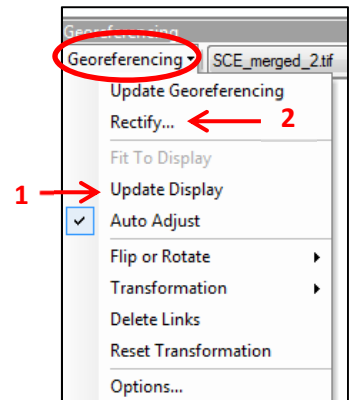 Georeferencing
Georeferencing SCE_merged_2.tif
Update Georeferencing
Rectify... 2
Fit To Display
1 Update Display
Auto Adjust
Flip or Rotate
Transformation
Delete Links
Reset Transformation
Options...